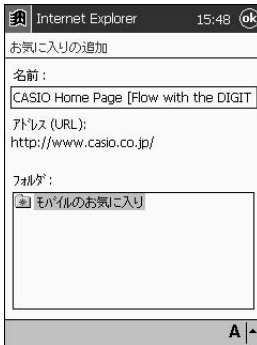 Internet Explorer 15:48 ok
お気に入りの追加
名前：
CASIO Home Page [Flow with the DIGIT
ｱﾄﾞﾚｽ (URL):
http://www.casio.co.jp/
ﾌｫﾙﾀﾞ：
ﾓﾊﾞｲﾙのお気に入り
A